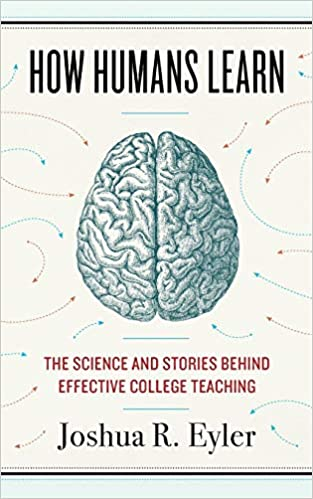 HOW HUMANS LEARN
THE SCIENCE AND STORIES BEHIND
EFFECTIVE COLLEGE TEACHING
Joshua R. Eyler